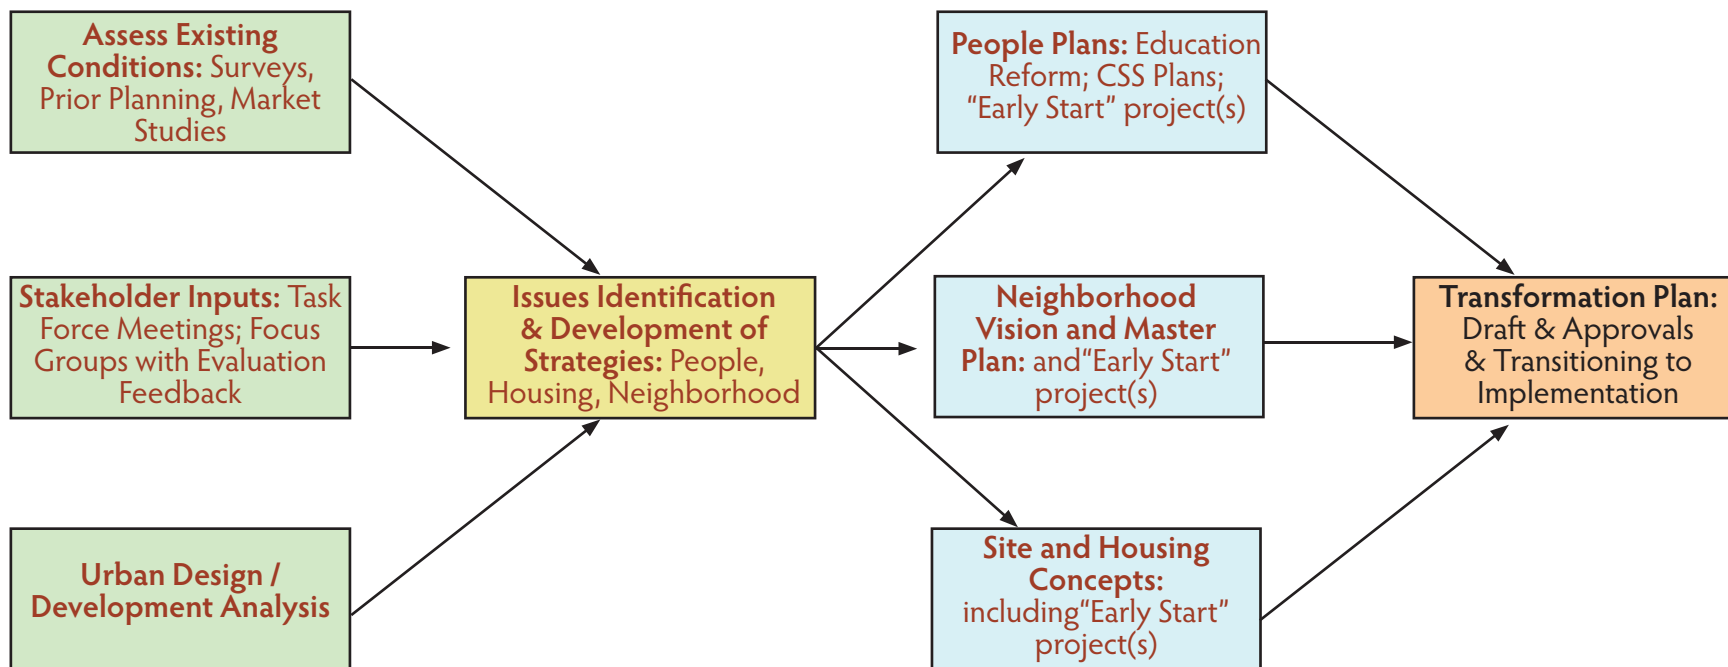 Assess Existing
Conditions: Surveys,
Prior Planning, Market
Studies
Stakeholder Inputs: Task
Force Meetings; Focus
Groups with Evaluation
Feedback
Urban Design /
Development Analysis
Issues Identification
& Development of
Strategies: People,
Housing, Neighborhood
People Plans: Education
Reform; CSS Plans;
“Early Start” project(s)
Neighborhood
Vision and Master
Plan: and“Early Start”
project(s)
Site and Housing
Concepts:
including“Early Start”
project(s)
Transformation Plan:
Draft & Approvals
& Transitioning to
Implementation